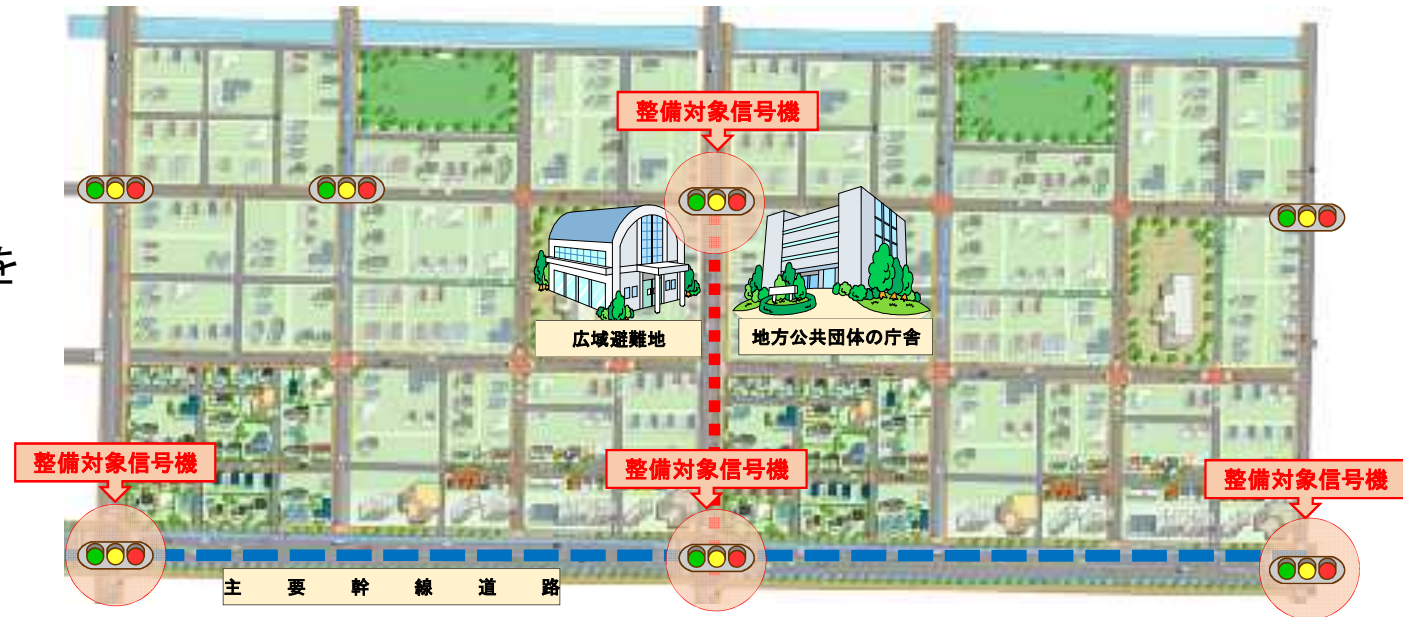 整備対象信号機
を
広域避難地
地方公共団体の庁舎
整備対象信号機
整備対象信号機
整備対象信号機
主要幹線道路